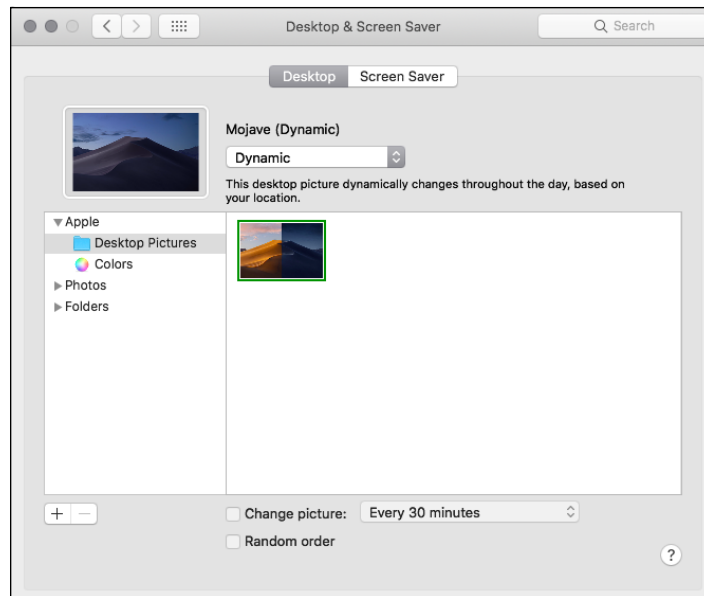 Desktop & Screen Saver
Search
Desktop
Screen Saver
Mojave (Dynamic)
Dynamic
This desktop picture dynamically changes throughout the day, based on
your location.
Apple
Desktop Pictures
Colors
Photos
Folders
+ −
Change picture:
Every 30 minutes
Random order
?